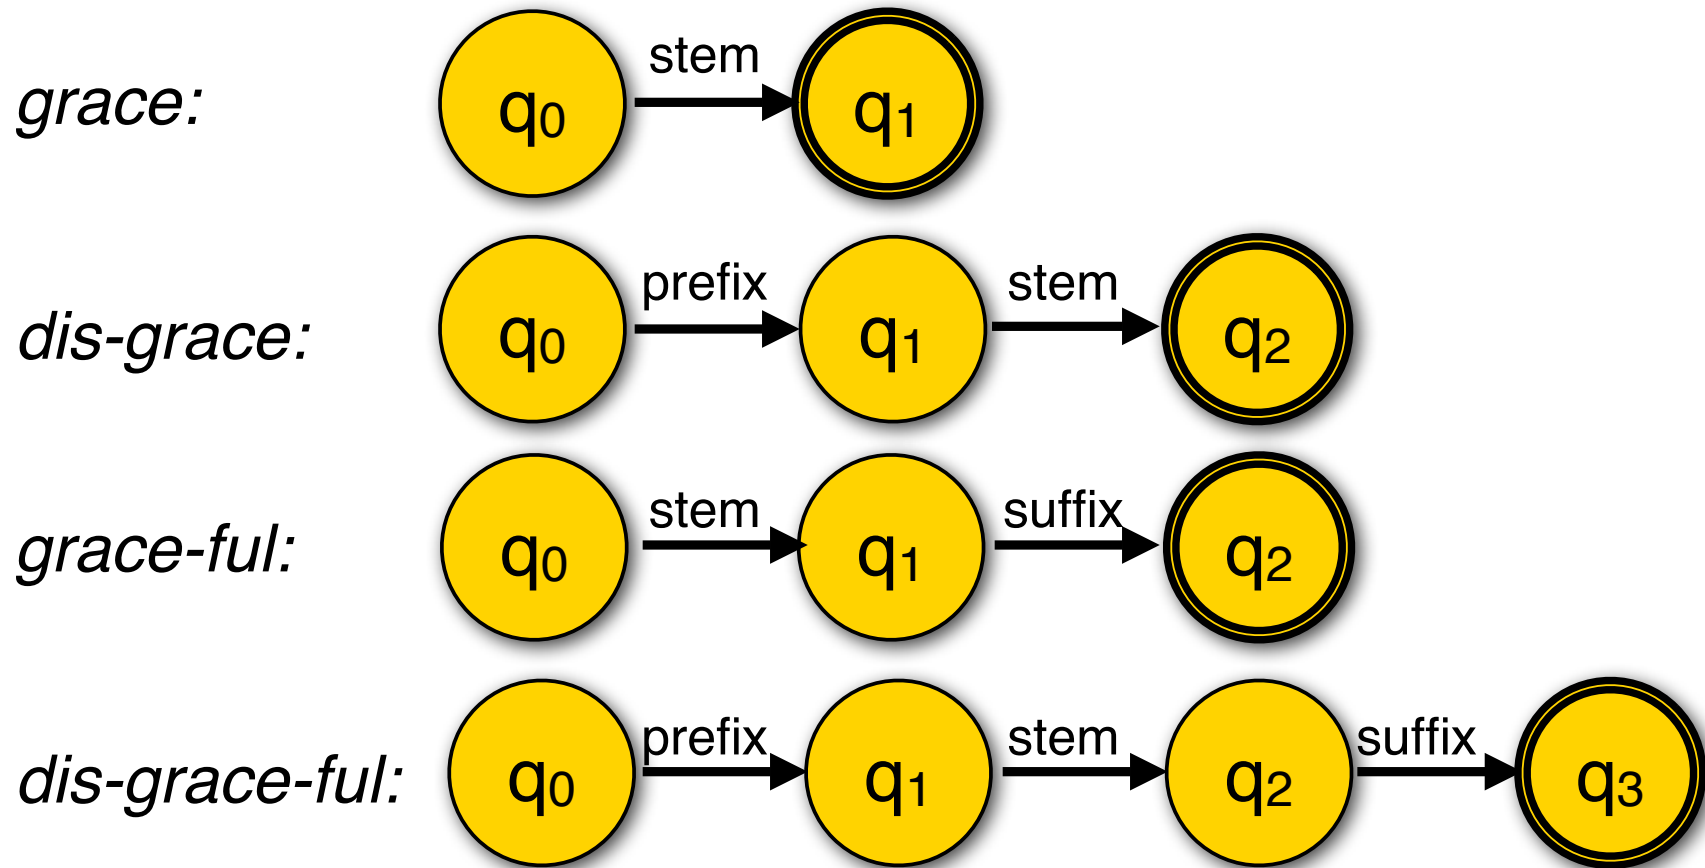 stem
grace: q0 q1
prefix stem
dis-grace: q0 q1 q2
stem suffix
grace-ful: q0 q1 q2
prefix stem suffix
dis-grace-ful: q0 q1 q2 q3